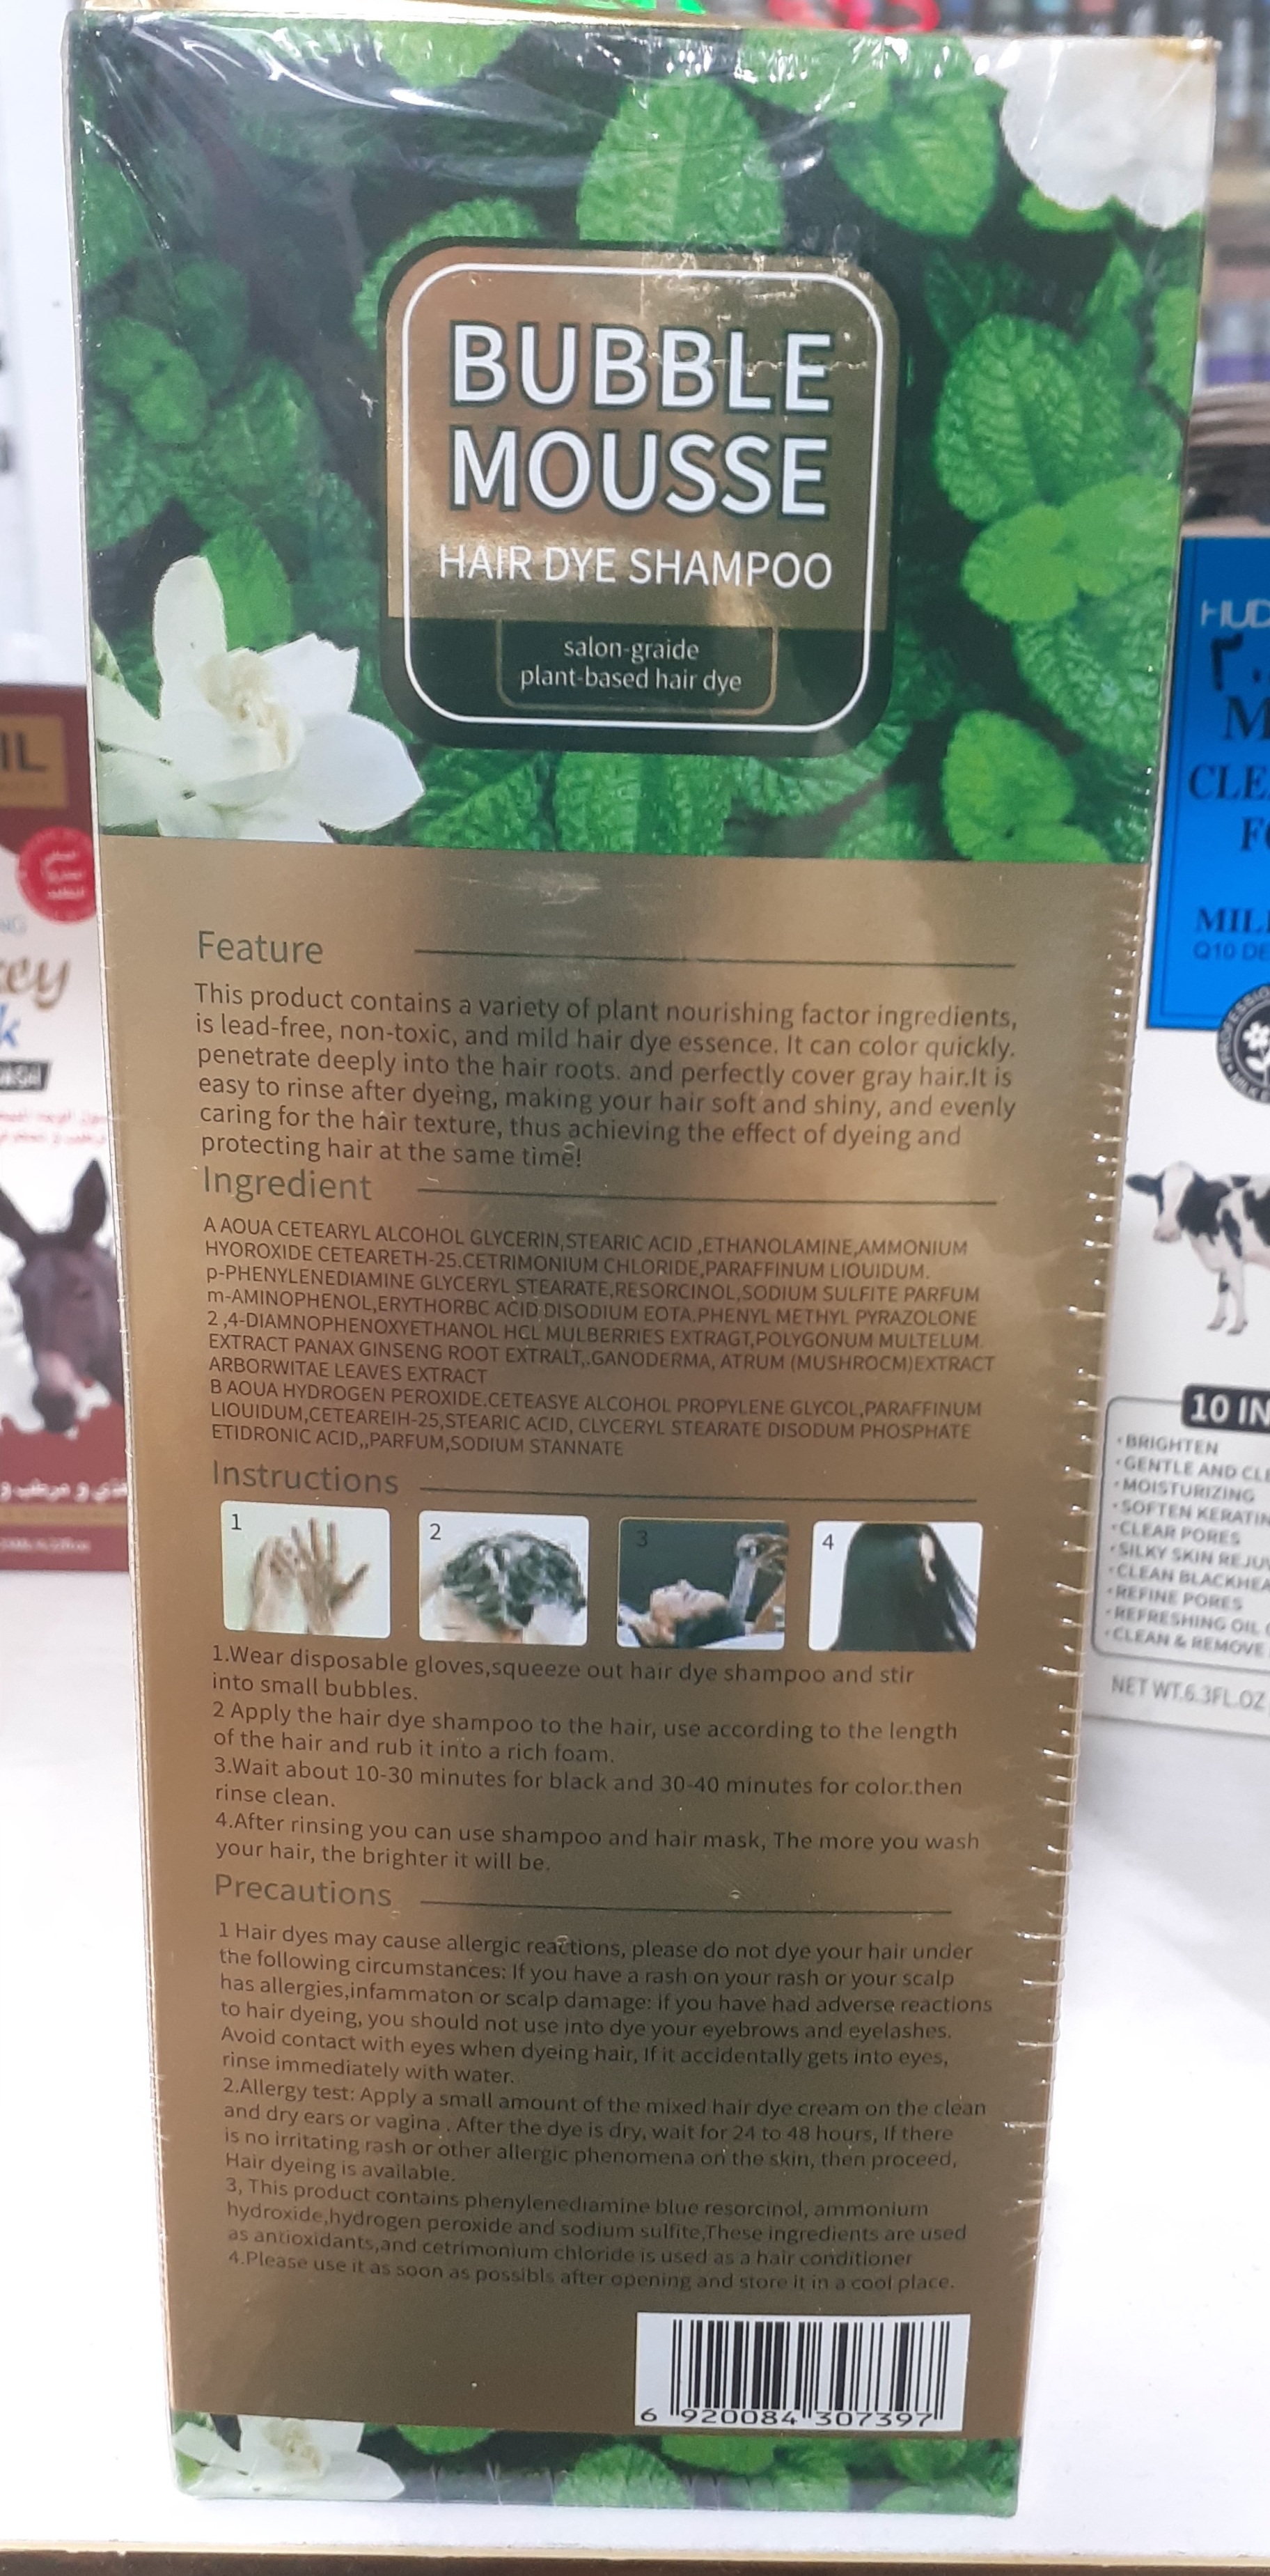 BUBBLE
MOUSSE
HAIR DYE SHAMPOO
salon-graide
plant-based hair dye
Feature
This product contains a variety of plant nourishing factor ingredients,
is lead-free, non-toxic, and mild hair dye essence. It can color quickly.
penetrate deeply into the hair roots. and perfectly cover gray hair.It is
easy to rinse after dyeing, making your hair soft and shiny, and evenly
caring for the hair texture, thus achieving the effect of dyeing and
protecting hair at the same time!
Ingredient
A AOUA CETEARYL ALCOHOL GLYCERIN,STEARIC ACID ,ETHANOLAMINE,AMMONIUM
HYOROXIDE CETEARETH-25.CETRIMONIUM CHLORIDE,PARAFFINUM LIOUIDUM.
p-PHENYLENEDIAMINE GLYCERYL STEARATE,RESORCINOL,SODIUM SULFITE PARFUM
m-AMINOPHENOL,ERYTHORBC ACID DISODIUM EOTA.PHENYL METHYL PYRAZOLONE
2 ,4-DIAMNOPHENOXYETHANOL HCL MULBERRIES EXTRAGT,POLYGONUM MULTELUM.
EXTRACT PANAX GINSENG ROOT EXTRALT,.GANODERMA, ATRUM (MUSHROCM)EXTRACT
ARBORWITAE LEAVES EXTRACT
B AOUA HYDROGEN PEROXIDE.CETEASYE ALCOHOL PROPYLENE GLYCOL,PARAFFINUM
LIOUIDUM,CETEAREIH-25,STEARIC ACID, CLYCERYL STEARATE DISODUM PHOSPHATE
ETIDRONIC ACID,,PARFUM,SODIUM STANNATE
Instructions
1 2 3 4
1.Wear disposable gloves,squeeze out hair dye shampoo and stir
into small bubbles.
2 Apply the hair dye shampoo to the hair, use according to the length
of the hair and rub it into a rich foam.
3.Wait about 10-30 minutes for black and 30-40 minutes for color.then
rinse clean.
4.After rinsing you can use shampoo and hair mask, The more you wash
your hair, the brighter it will be.
Precautions
1 Hair dyes may cause allergic reactions, please do not dye your hair under
the following circumstances: If you have a rash on your rash or your scalp
has allergies,infammaton or scalp damage: if you have had adverse reactions
to hair dyeing, you should not use into dye your eyebrows and eyelashes.
Avoid contact with eyes when dyeing hair, If it accidentally gets into eyes,
rinse immediately with water.
2.Allergy test: Apply a small amount of the mixed hair dye cream on the clean
and dry ears or vagina . After the dye is dry, wait for 24 to 48 hours, If there
is no irritating rash or other allergic phenomena on the skin, then proceed,
Hair dyeing is available.
3, This product contains phenylenediamine blue resorcinol, ammonium
hydroxide,hydrogen peroxide and sodium sulfite,These ingredients are used
as antioxidants,and cetrimonium chloride is used as a hair conditioner
4.Please use it as soon as possibls after opening and store it in a cool place.
6 920084 307397
HUD
M
CLE
FO
MIL
Q10 DE
10 IN
·BRIGHTEN
·GENTLE AND CLE
·MOISTURIZING
·SOFTEN KERATIN
·CLEAR PORES
·SILKY SKIN REJU
·CLEAN BLACKHEA
·REFINE PORES
·REFRESHING OIL
·CLEAN & REMOVE
NET WT.6.3FL.OZ
IL